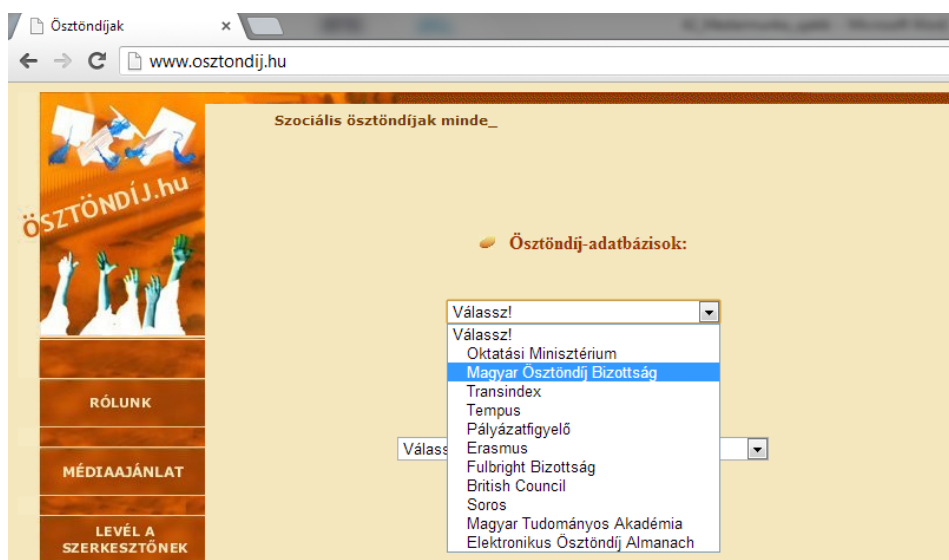 Ösztöndíjak
www.osztondij.hu
Szociális ösztöndíjak minde_
ÖSZTÖNDÍJ.hu
Ösztöndíj-adatbázisok:
Válassz!
Válassz!
Oktatási Minisztérium
Magyar Ösztöndíj Bizottság
Transindex
Tempus
Pályázatfigyelő
Erasmus
Fulbright Bizottság
British Council
Soros
Magyar Tudományos Akadémia
Elektronikus Ösztöndíj Almanach
Válass
RÓLUNK
MÉDIAAJÁNLAT
LEVÉL A
SZERKESZTŐNEK